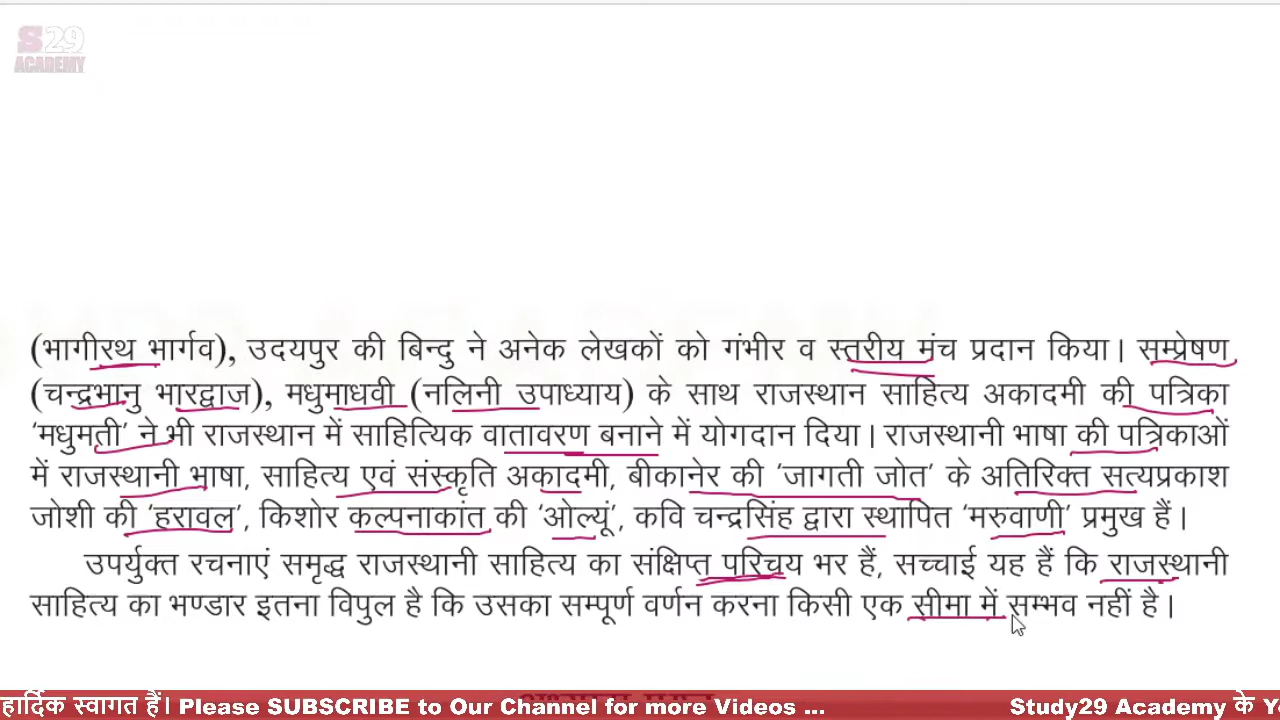 S29
ACADEMY
(भागीरथ भार्गव), उदयपुर की बिन्दु ने अनेक लेखकों को गंभीर व स्तरीय मंच प्रदान किया। सम्प्रेषण
(चन्द्रभानु भारद्वाज), मधुमाधवी (नलिनी उपाध्याय) के साथ राजस्थान साहित्य अकादमी की पत्रिका
'मधुमती' ने भी राजस्थान में साहित्यिक वातावरण बनाने में योगदान दिया। राजस्थानी भाषा की पत्रिकाओं
में राजस्थानी भाषा, साहित्य एवं संस्कृति अकादमी, बीकानेर की 'जागती जोत' के अतिरिक्त सत्यप्रकाश
जोशी की 'हरावल', किशोर कल्पनाकांत की 'ओल्यूं', कवि चन्द्रसिंह द्वारा स्थापित 'मरुवाणी' प्रमुख हैं।
उपर्युक्त रचनाएं समृद्ध राजस्थानी साहित्य का संक्षिप्त परिचय भर हैं, सच्चाई यह हैं कि राजस्थानी
साहित्य का भण्डार इतना विपुल है कि उसका सम्पूर्ण वर्णन करना किसी एक सीमा में सम्भव नहीं है।
हार्दिक स्वागत हैं। Please SUBSCRIBE to Our Channel for more Videos ... Study29 Academy के